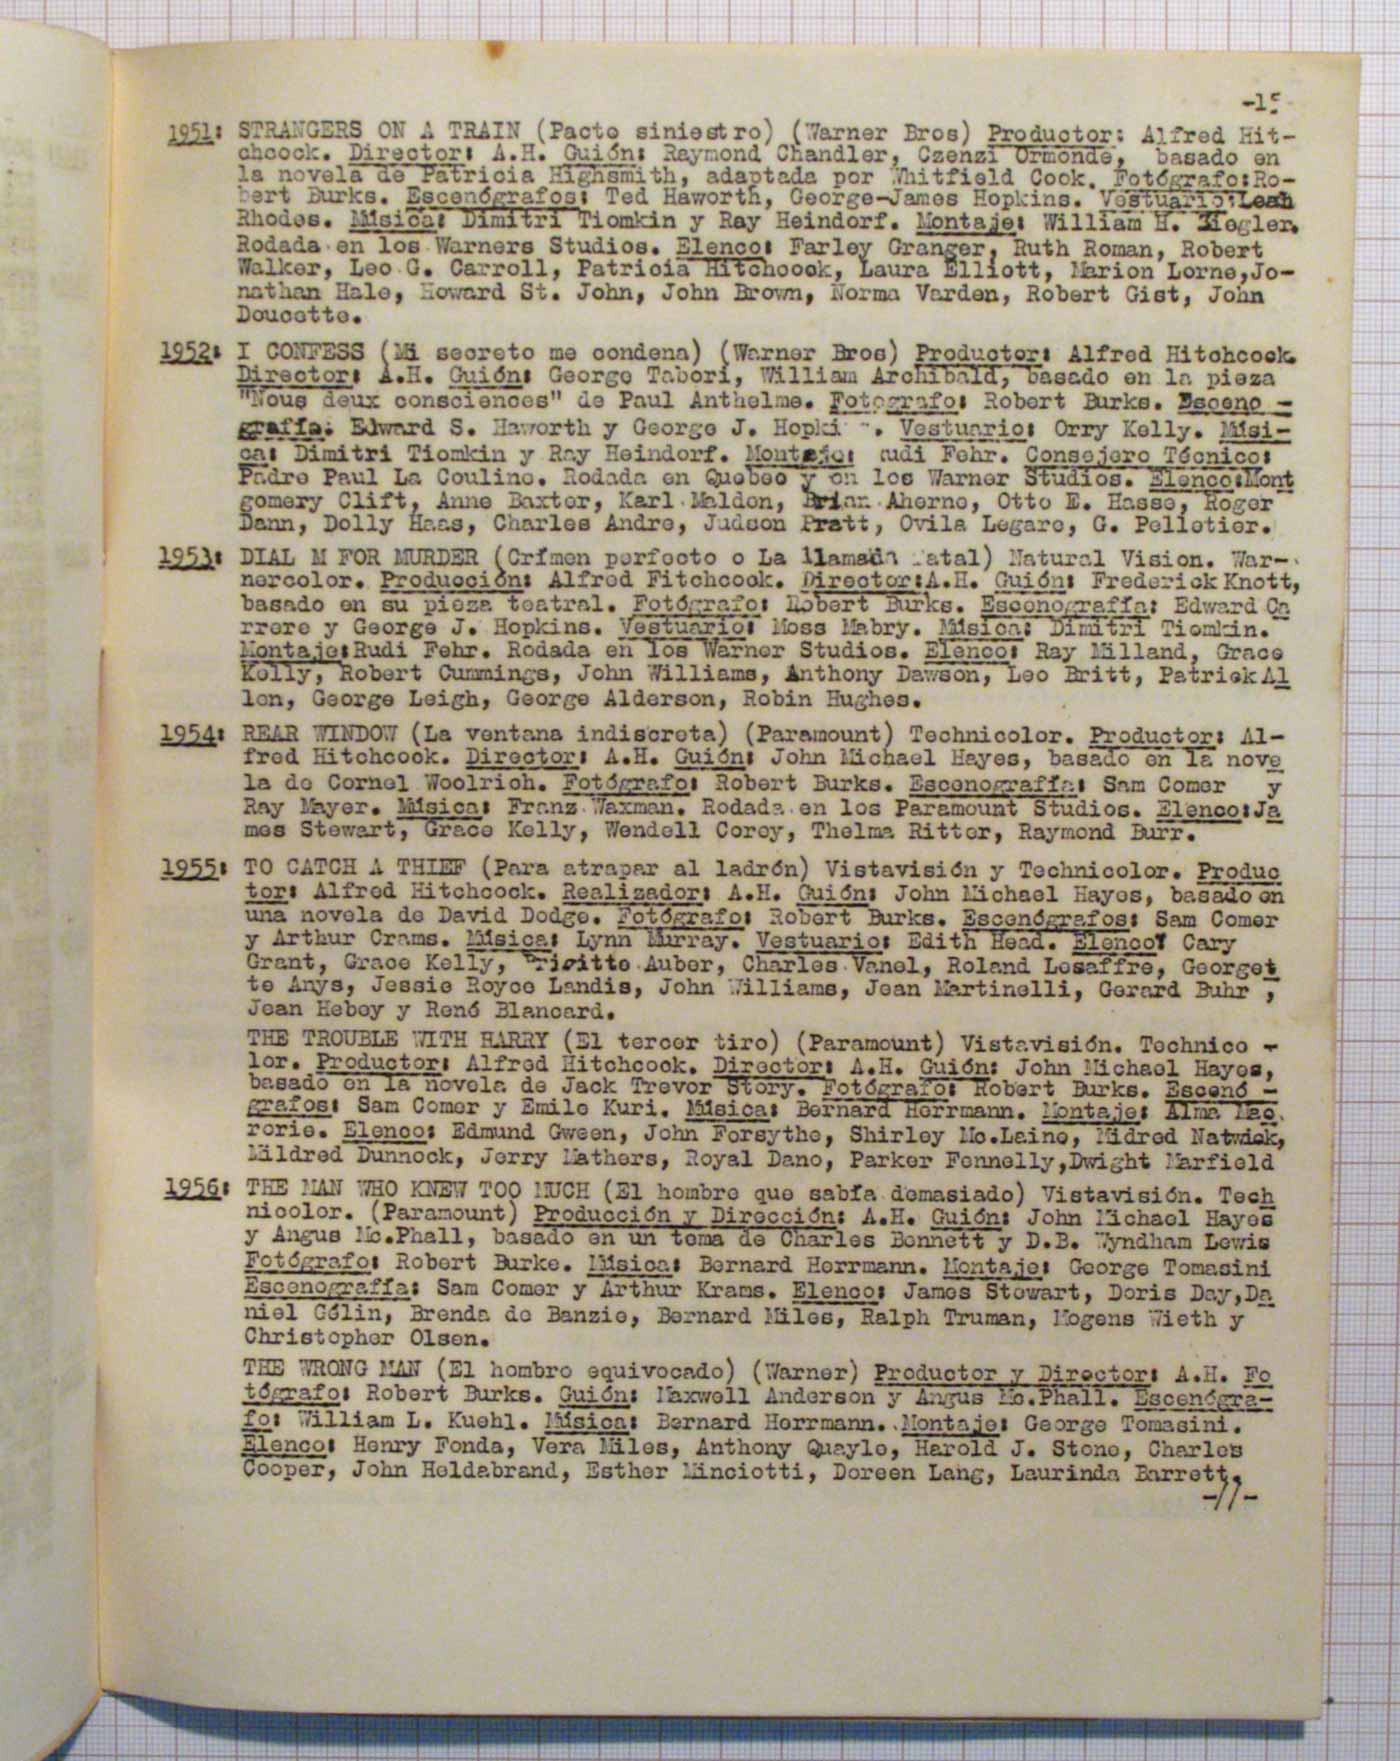 -15
1951: STRANGERS ON A TRAIN (Pacto siniestro) (Warner Bros) Productor: Alfred Hit-
chcock. Director: A.H. Guión: Raymond Chandler, Czenzi Ormonde, basado en
la novela de Patricia Highsmith, adaptada por Whitfield Cook. Fotógrafo:Ro-
bert Burks. Escenógrafos: Ted Haworth, George-James Hopkins. Vestuario:Leah
Rhodes. Música: Dimitri Tiomkin y Ray Heindorf. Montaje: William H. Ziegler.
Rodada en los Warners Studios. Elenco: Farley Granger, Ruth Roman, Robert
Walker, Leo G. Carroll, Patricia Hitchcock, Laura Elliott, Marion Lorne,Jo-
nathan Hale, Howard St. John, John Brown, Norma Varden, Robert Gist, John
Doucette.
1952: I CONFESS (Mi secreto me condena) (Warner Bros) Productor: Alfred Hitchcock.
Director: A.H. Guión: George Tabori, William Archibald, basado en la pieza
"Nous deux consciences" de Paul Anthelme. Fotografo: Robert Burks. Esceno -
grafía: Edward S. Haworth y George J. Hopki . Vestuario: Orry Kelly. Músi-
ca: Dimitri Tiomkin y Ray Heindorf. Montaje: Rudi Fehr. Consejero Técnico:
Padre Paul La Couline. Rodada en Quebec y en los Warner Studios. Elenco:Mont
gomery Clift, Anne Baxter, Karl Malden, Brian Aherne, Otto E. Hasse, Roger
Dann, Dolly Haas, Charles Andre, Judson Pratt, Ovila Legare, G. Pelletier.
1953: DIAL M FOR MURDER (Crímen perfecto o La llamada fatal) Natural Vision. War-
nercolor. Producción: Alfred Fitchcook. Director:A.H. Guión: Frederick Knott,
basado en su pieza teatral. Fotógrafo: Robert Burks. Escenografía: Edward Ca
rrere y George J. Hopkins. Vestuario: Moss Mabry. Música: Dimitri Tiomkin.
Montaje:Rudi Fehr. Rodada en los Warner Studios. Elenco: Ray Milland, Grace
Kelly, Robert Cummings, John Williams, Anthony Dawson, Leo Britt, Patrick Al
len, George Leigh, George Alderson, Robin Hughes.
1954: REAR WINDOW (La ventana indiscreta) (Paramount) Technicolor. Productor: Al-
fred Hitchcock. Director: A.H. Guión: John Michael Hayes, basado en la nove
la de Cornel Woolrich. Fotógrafo: Robert Burks. Escenografía: Sam Comer y
Ray Mayer. Música: Franz Waxman. Rodada en los Paramount Studios. Elenco:Ja
mes Stewart, Grace Kelly, Wendell Corey, Thelma Ritter, Raymond Burr.
1955: TO CATCH A THIEF (Para atrapar al ladrón) Vistavisión y Technicolor. Produc
tor: Alfred Hitchcock. Realizador: A.H. Guión: John Michael Hayes, basado en
una novela de David Dodge. Fotógrafo: Robert Burks. Escenógrafos: Sam Comer
y Arthur Crams. Música: Lynn Murray. Vestuario: Edith Head. Elenco: Cary
Grant, Grace Kelly, Brigitte Auber, Charles Vanel, Roland Lesaffre, Georget
te Anys, Jessie Royce Landis, John Williams, Jean Martinelli, Gerard Buhr ,
Jean Heboy y René Blancard.
THE TROUBLE WITH HARRY (El tercer tiro) (Paramount) Vistavisión. Technico -
lor. Productor: Alfred Hitchcock. Director: A.H. Guión: John Michael Hayes,
basado en la novela de Jack Trevor Story. Fotógrafo: Robert Burks. Escenó -
grafos: Sam Comer y Emile Kuri. Música: Bernard Herrmann. Montaje: Alma Mac
rorie. Elenco: Edmund Gween, John Forsythe, Shirley Mc.Laine, Midred Natwick,
Mildred Dunnock, Jerry Mathers, Royal Dano, Parker Fennelly,Dwight Marfield
1956: THE MAN WHO KNEW TOO MUCH (El hombre que sabía demasiado) Vistavisión. Tech
nicolor. (Paramount) Producción y Dirección: A.H. Guión: John Michael Hayes
y Angus Mc.Phall, basado en un tema de Charles Bennett y D.B. Wyndham Lewis
Fotógrafo: Robert Burke. Música: Bernard Herrmann. Montaje: George Tomasini
Escenografía: Sam Comer y Arthur Krams. Elenco: James Stewart, Doris Day,Da
niel Gélin, Brenda de Banzie, Bernard Miles, Ralph Truman, Mogens Wieth y
Christopher Olsen.
THE WRONG MAN (El hombre equivocado) (Warner) Productor y Director: A.H. Fo
tógrafo: Robert Burks. Guión: Maxwell Anderson y Angus Mc.Phall. Escenógra-
fo: William L. Kuehl. Música: Bernard Herrmann. Montaje: George Tomasini.
Elenco: Henry Fonda, Vera Miles, Anthony Quayle, Harold J. Stone, Charles
Cooper, John Heldabrand, Esther Minciotti, Doreen Lang, Laurinda Barrett.
-//-